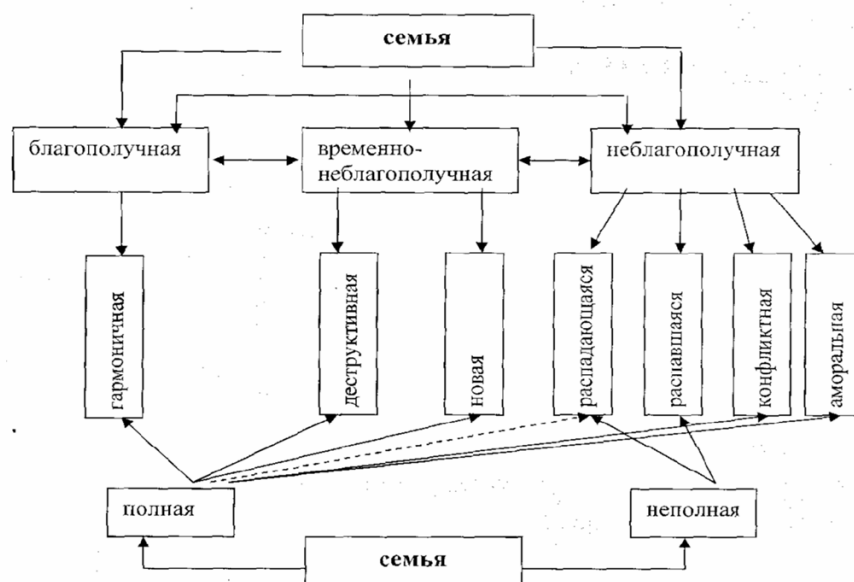 семья
благополучная
временно-
неблагополучная
неблагополучная
гармоничная
деструктивная
новая
распадающаяся
распавшаяся
конфликтная
аморальная
полная
неполная
семья